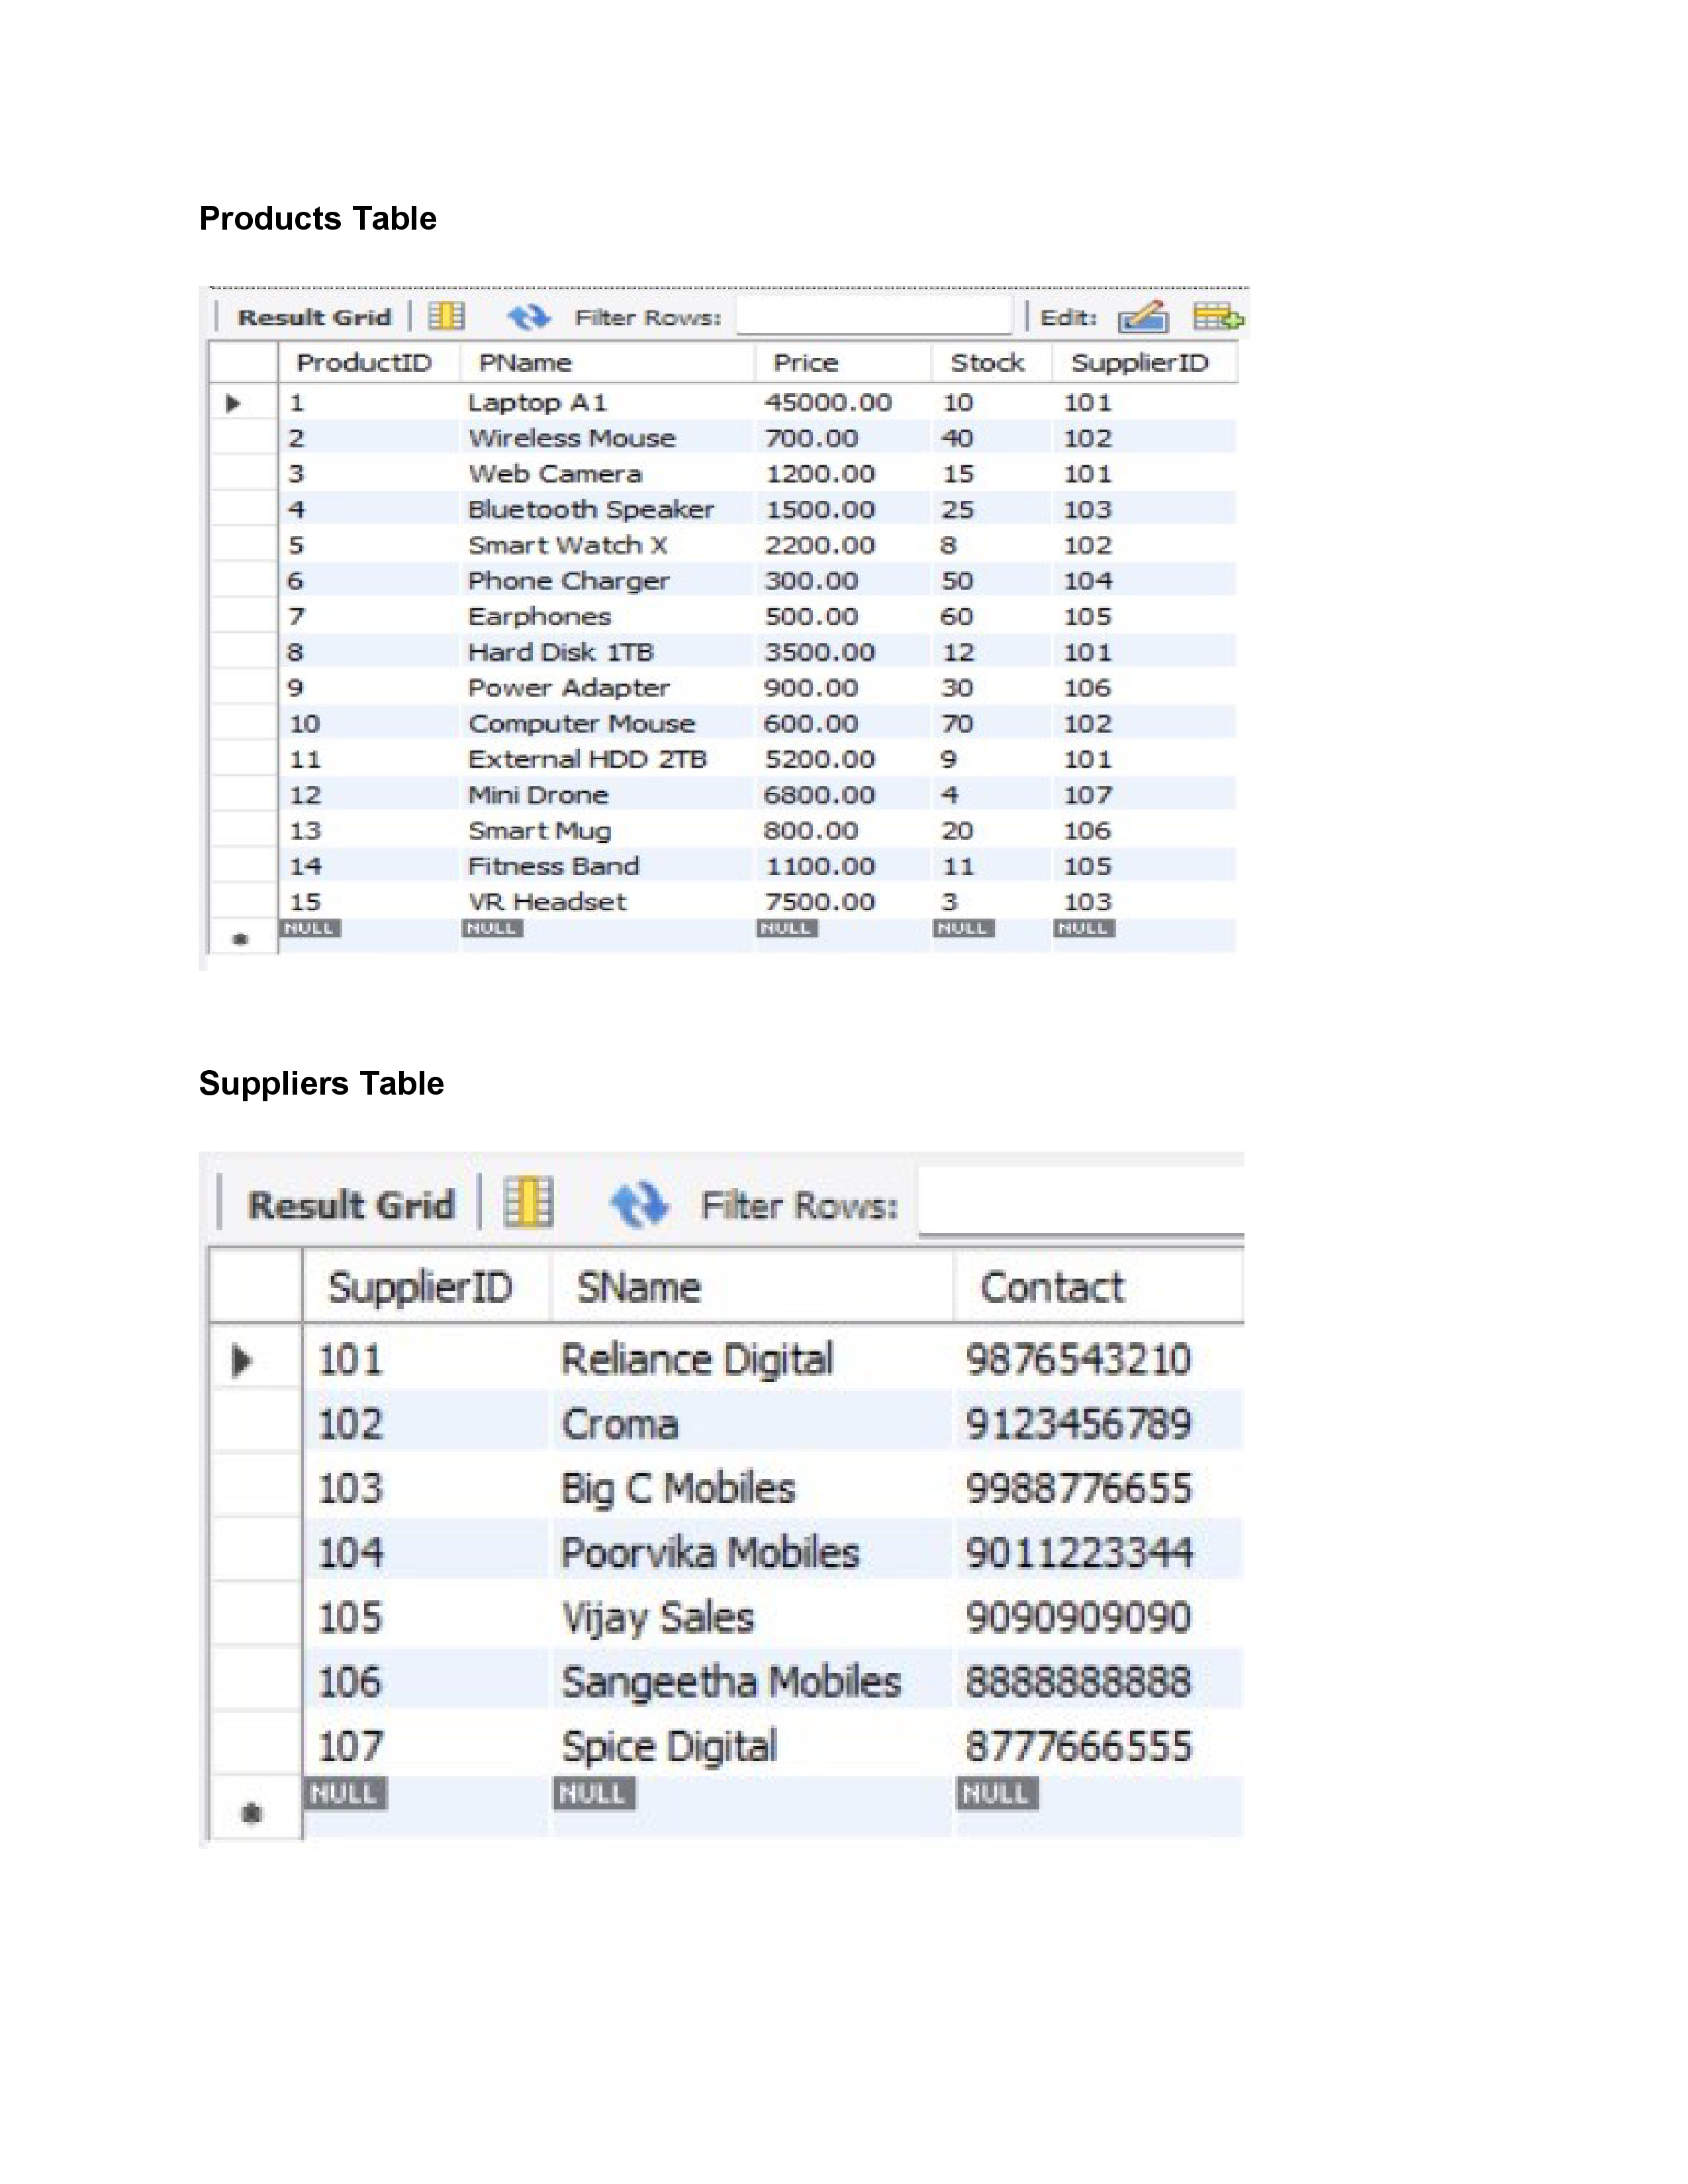 Products Table
Result Grid Filter Rows: Edit:
ProductID PName Price Stock SupplierID
1 Laptop A1 45000.00 10 101
2 Wireless Mouse 700.00 40 102
3 Web Camera 1200.00 15 101
4 Bluetooth Speaker 1500.00 25 103
5 Smart Watch X 2200.00 8 102
6 Phone Charger 300.00 50 104
7 Earphones 500.00 60 105
8 Hard Disk 1TB 3500.00 12 101
9 Power Adapter 900.00 30 106
10 Computer Mouse 600.00 70 102
11 External HDD 2TB 5200.00 9 101
12 Mini Drone 6800.00 4 107
13 Smart Mug 800.00 20 106
14 Fitness Band 1100.00 11 105
15 VR Headset 7500.00 3 103
NULL NULL NULL NULL NULL
Suppliers Table
Result Grid Filter Rows:
SupplierID SName Contact
101 Reliance Digital 9876543210
102 Croma 9123456789
103 Big C Mobiles 9988776655
104 Poorvika Mobiles 9011223344
105 Vijay Sales 9090909090
106 Sangeetha Mobiles 8888888888
107 Spice Digital 8777666555
NULL NULL NULL